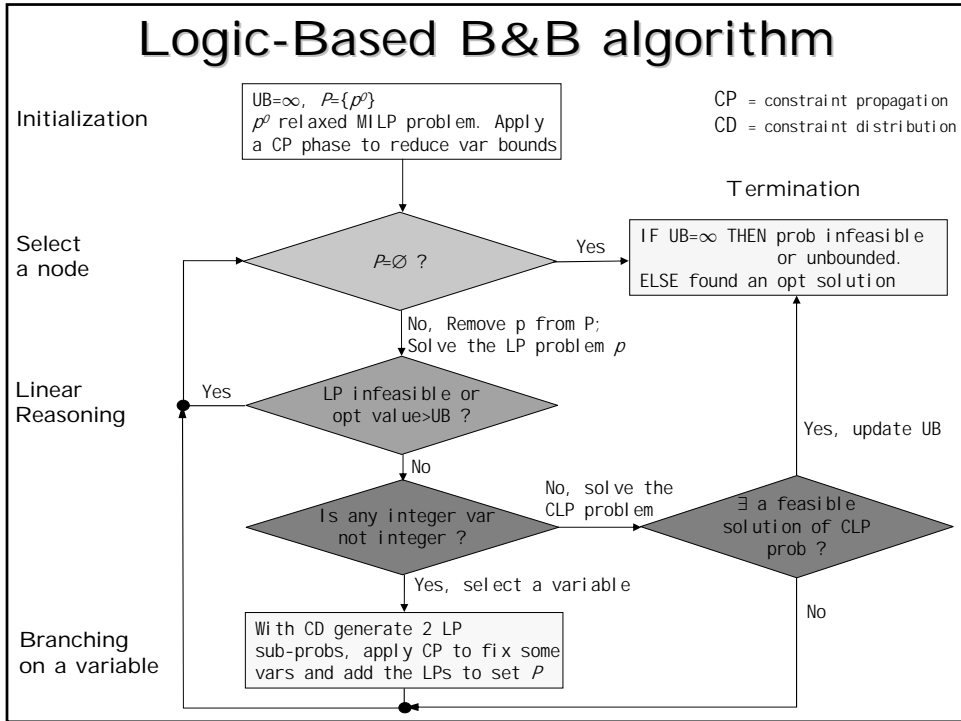 Logic-Based B&B algorithm
Initialization
UB=∞, P={p⁰}
p⁰ relaxed MILP problem. Apply
a CP phase to reduce var bounds
CP = constraint propagation
CD = constraint distribution
Termination
Select
a node
P=∅ ?
Yes
IF UB=∞ THEN prob infeasible
or unbounded.
ELSE found an opt solution
No, Remove p from P;
Solve the LP problem p
Linear
Reasoning
Yes
LP infeasible or
opt value>UB ?
Yes, update UB
No
Is any integer var
not integer ?
No, solve the
CLP problem
∃ a feasible
solution of CLP
prob ?
Yes, select a variable
No
Branching
on a variable
With CD generate 2 LP
sub-probs, apply CP to fix some
vars and add the LPs to set P